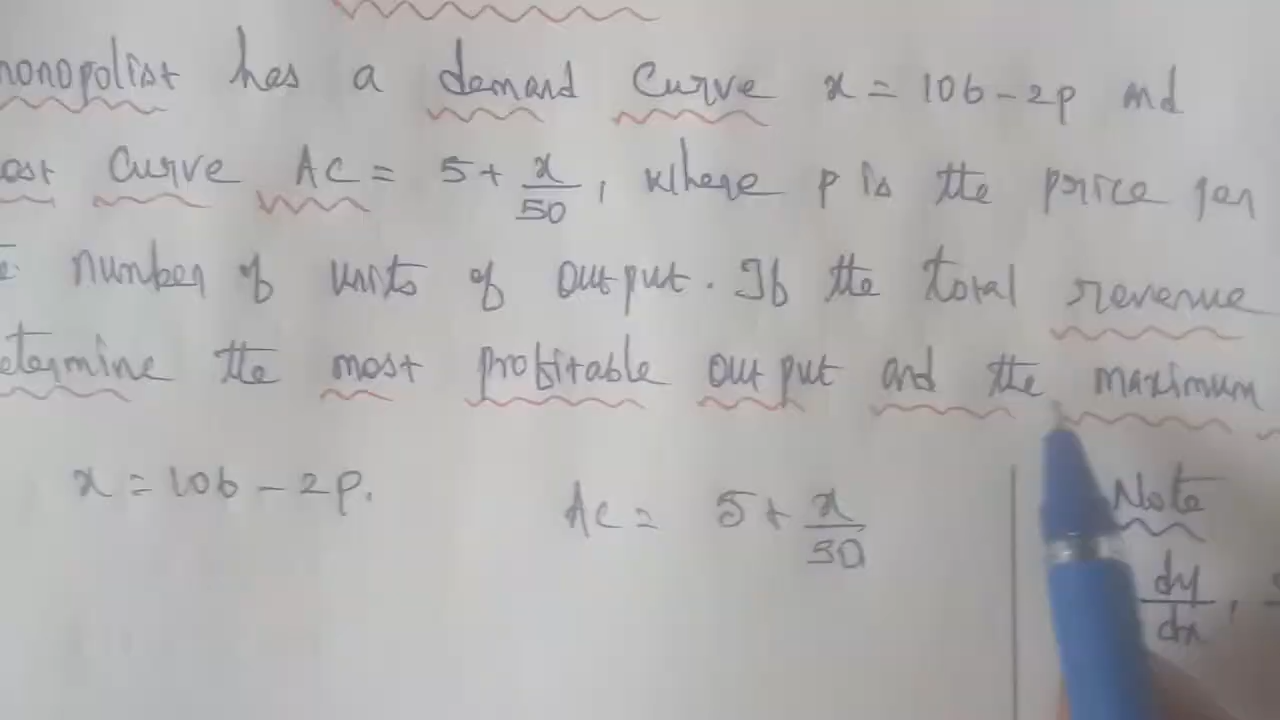 monopolist has a demand curve x = 106 - 2p and
ost curve AC = 5 + x/50, where p is the price per
number of units of output. If the total revenue
etermine the most profitable output and the maximum
x = 106 - 2p. AC = 5 + x/50 Note
dy/dx,